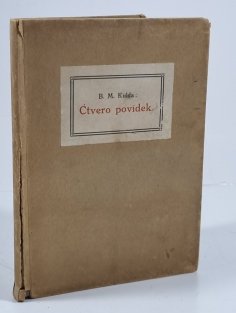 B. M. Kulda:
Čtvero povídek.